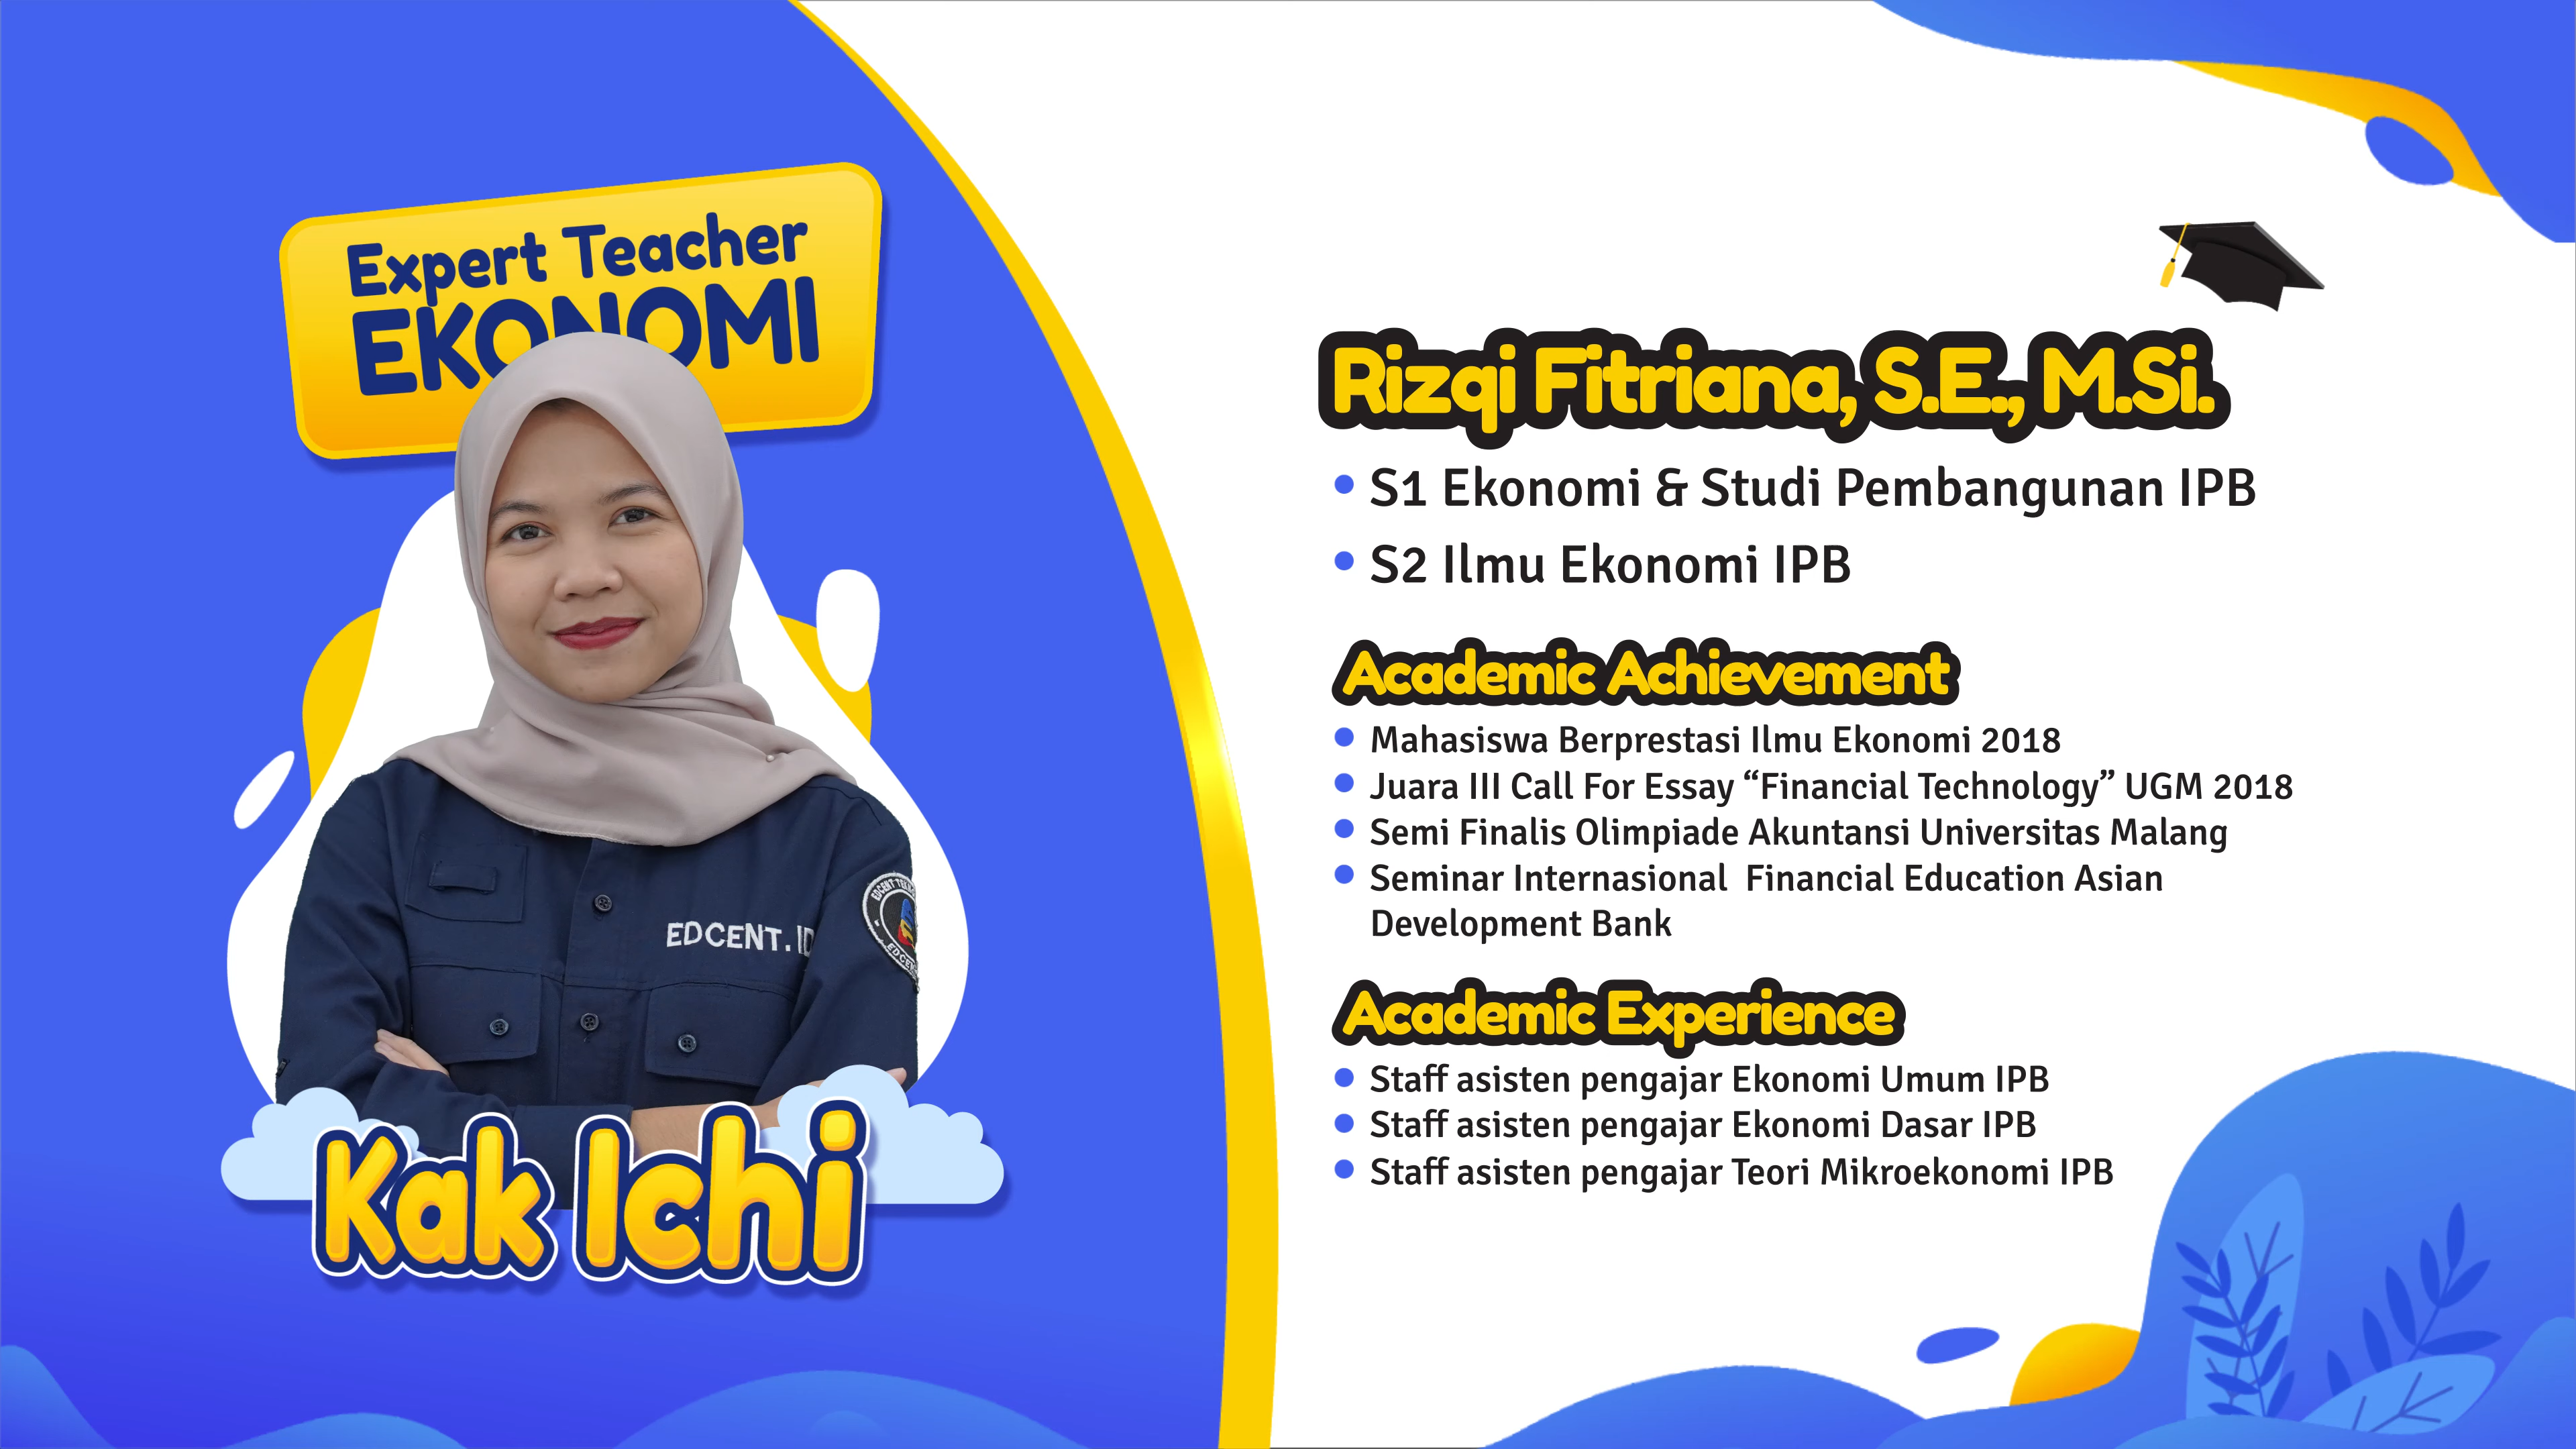 Expert Teacher
EKONOMI
EDCENT.ID
Kak Ichi
Rizqi Fitriana, S.E., M.Si.
• S1 Ekonomi & Studi Pembangunan IPB
• S2 Ilmu Ekonomi IPB
Academic Achievement
• Mahasiswa Berprestasi Ilmu Ekonomi 2018
• Juara III Call For Essay “Financial Technology” UGM 2018
• Semi Finalis Olimpiade Akuntansi Universitas Malang
• Seminar Internasional Financial Education Asian
Development Bank
Academic Experience
• Staff asisten pengajar Ekonomi Umum IPB
• Staff asisten pengajar Ekonomi Dasar IPB
• Staff asisten pengajar Teori Mikroekonomi IPB